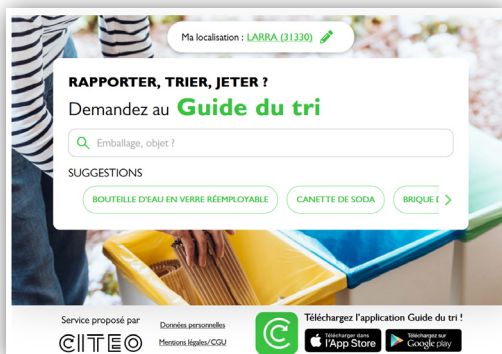 Ma localisation : LARRA (31330)
RAPPORTER, TRIER, JETER ?
Demandez au Guide du tri
Emballage, objet ?
SUGGESTIONS
BOUTEILLE D'EAU EN VERRE RÉEMPLOYABLE
CANETTE DE SODA
BRIQUE
Service proposé par
CITEO
Données personnelles
Mentions légales/CGU
Téléchargez l'application Guide du tri !
Télécharger dans
l'App Store
Téléchargez sur
Google play